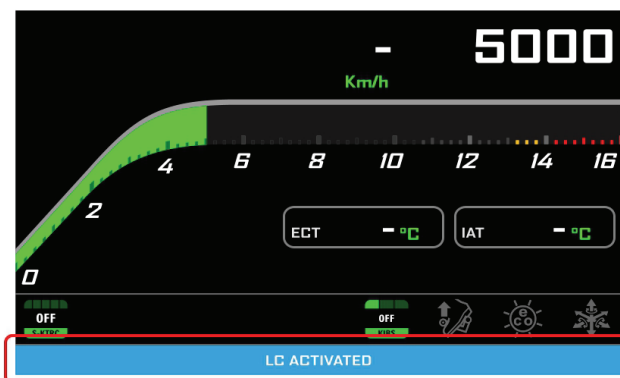 - 5000
Km/h
0 2 4 6 8 10 12 14 16
ECT - °C IAT - °C
OFF OFF eco
S-KTRC KIBS
LC ACTIVATED